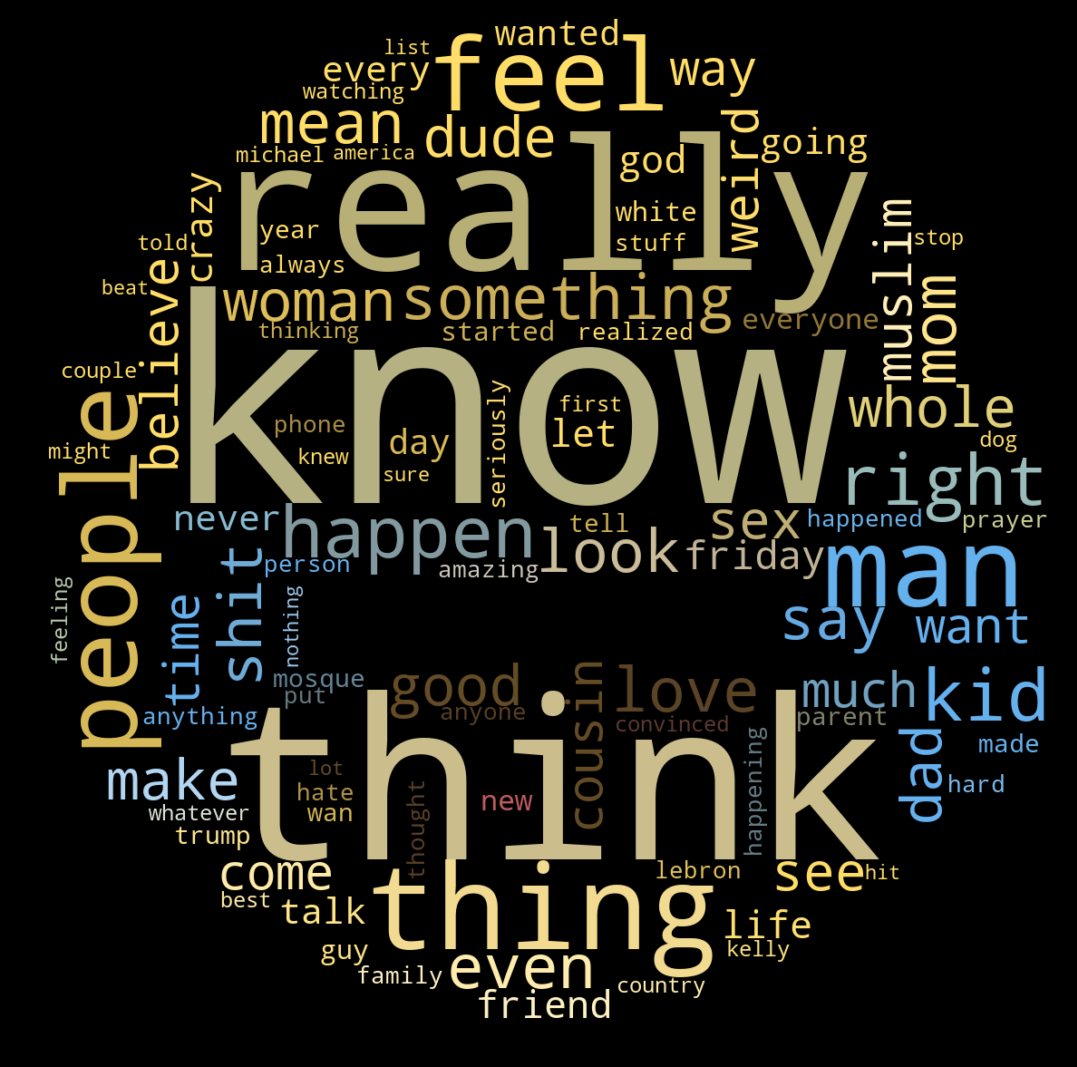 wanted
list
feel
every
way
watching
mean
dude
weird
going
michael
america
god
really
crazy
white
muslim
year
stuff
told
stop
always
believe
beat
mom
woman
something
everyone
thinking
started
realized
know
couple
people
whole
first
seriously
phone
let
day
might
knew
dog
sure
right
never
happen
tell
sex
happened
prayer
look
friday
man
person
amazing
shit
feeling
time
nothing
say
want
mosque
good
cousin
love
much
kid
put
anything
anyone
convinced
parent
think
dad
made
happening
make
lot
hate
new
thought
hard
whatever
wan
trump
come
thing
lebron
see
hit
best
talk
life
guy
kelly
family
even
country
friend